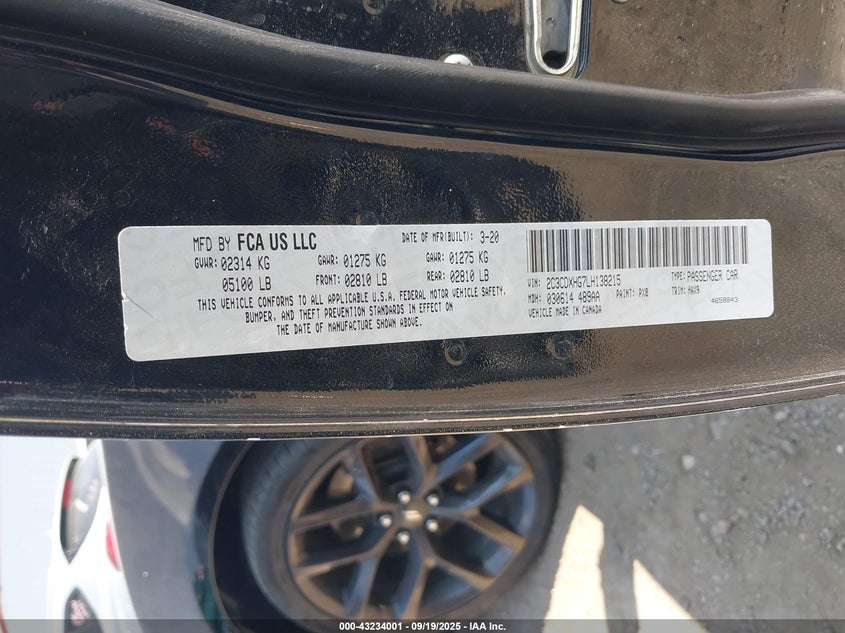 MFD BY FCA US LLC
DATE OF MFR(BUILT): 3-20
GVWR: 02314 KG
GAWR: 01275 KG
GAWR: 01275 KG
05100 LB
FRONT: 02810 LB
REAR: 02810 LB
THIS VEHICLE CONFORMS TO ALL APPLICABLE U.S.A. FEDERAL MOTOR VEHICLE SAFETY,
BUMPER, AND THEFT PREVENTION STANDARDS IN EFFECT ON
THE DATE OF MANUFACTURE SHOWN ABOVE.
VIN: 2C3CDXHG7LH138215
TYPE: PASSENGER CAR
MDH: 030614 489AA
PAINT: PX8
TRIM: HAX9
VEHICLE MADE IN CANADA
4658843
000-43234001 - 09/19/2025 - IAA Inc.